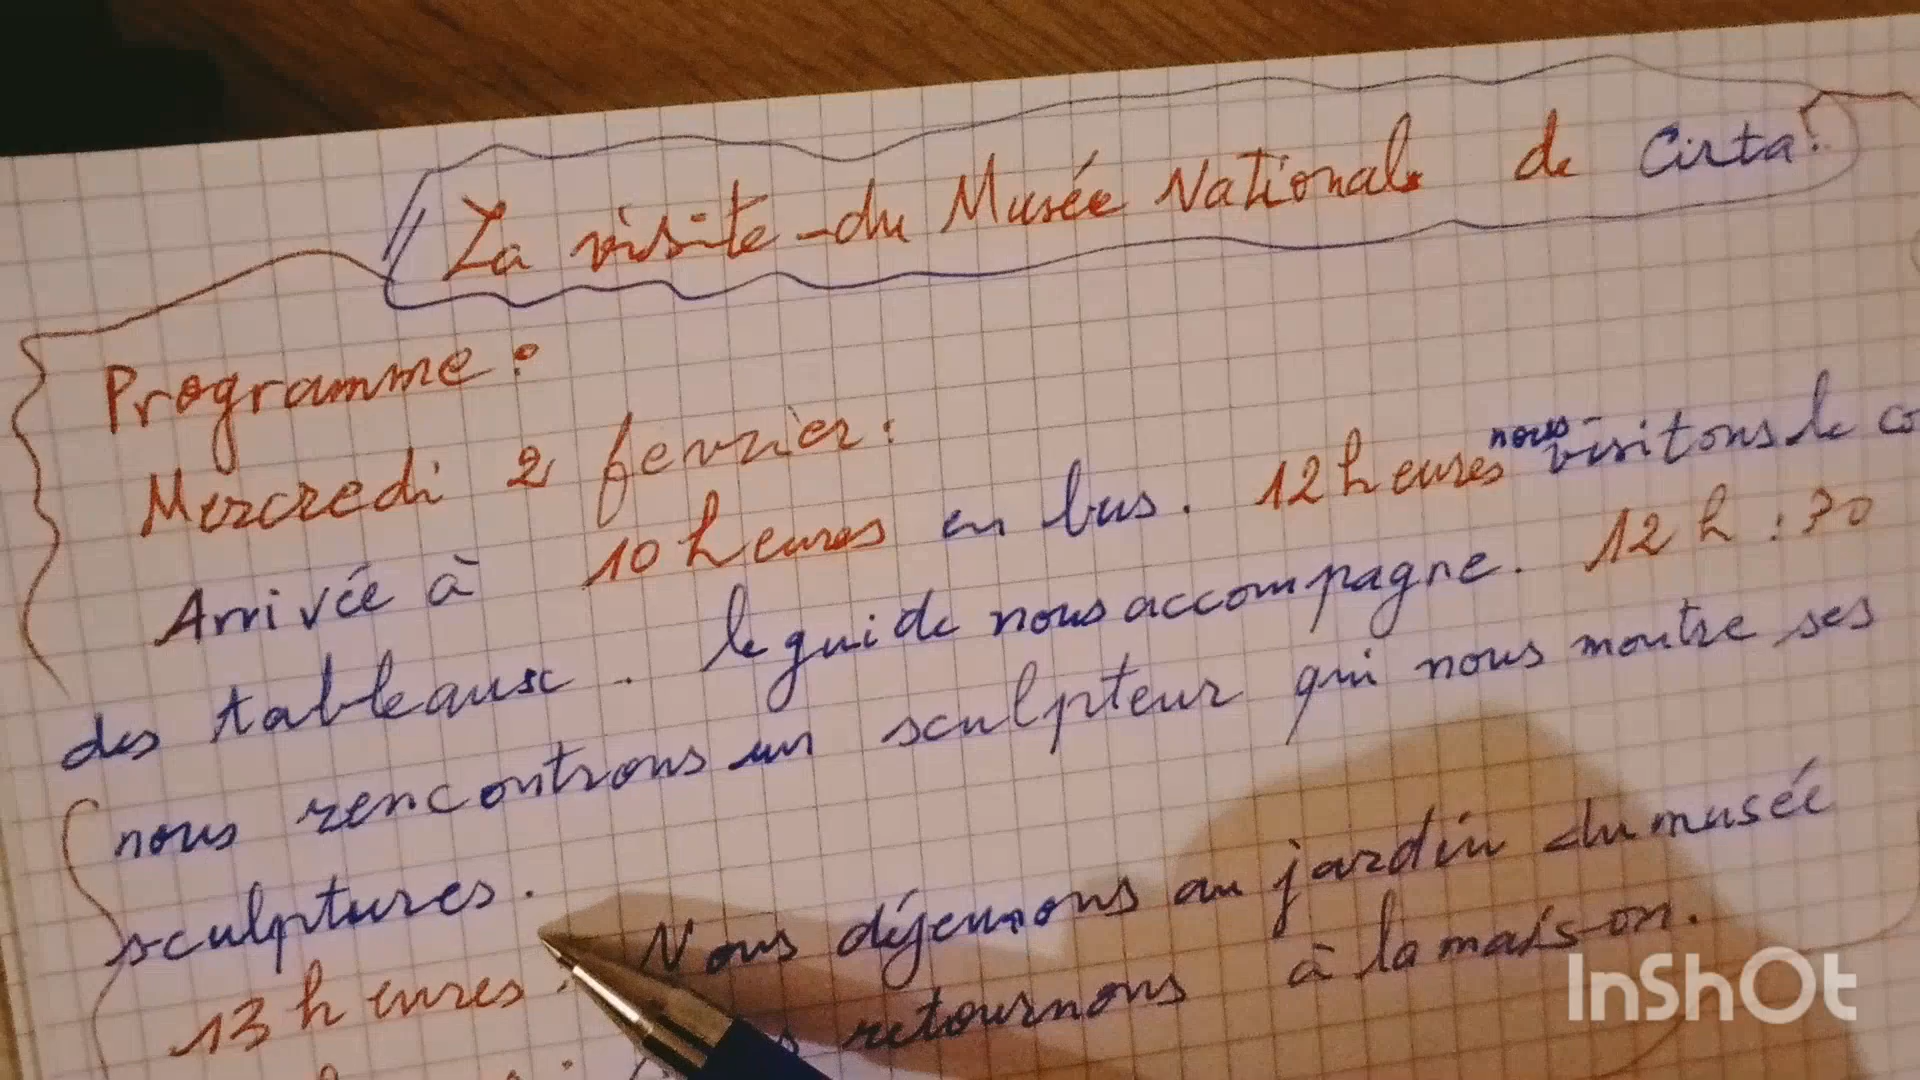 La visite du Musée National de Cirta!
Programme :
Mercredi 2 fevrier :
Arrivée à 10 heures en bus. 12 heures nous visitons le
des tableaux. le guide nous accompagne. 12 h : 30
nous rencontrons un sculpteur qui nous montre ses
sculptures.
13 heures : Nous déjeunons au jardin du musée
retournons à la maison.
InShOt